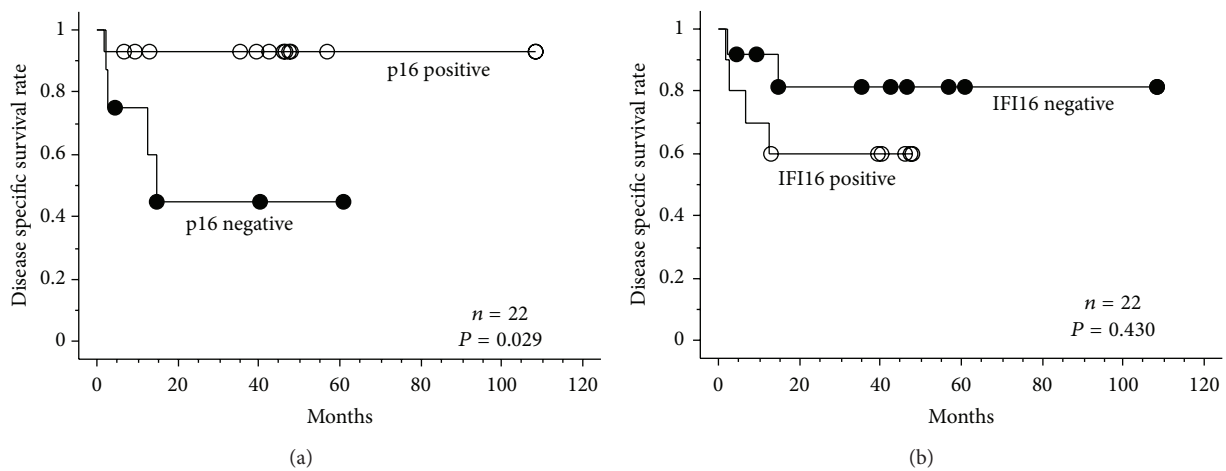 Disease specific survival rate
1
0.8
0.6
0.4
0.2
0
p16 positive
p16 negative
n = 22
P = 0.029
0 20 40 60 80 100 120
Months
(a)
Disease specific survival rate
1
0.8
0.6
0.4
0.2
0
IFI16 negative
IFI16 positive
n = 22
P = 0.430
0 20 40 60 80 100 120
Months
(b)